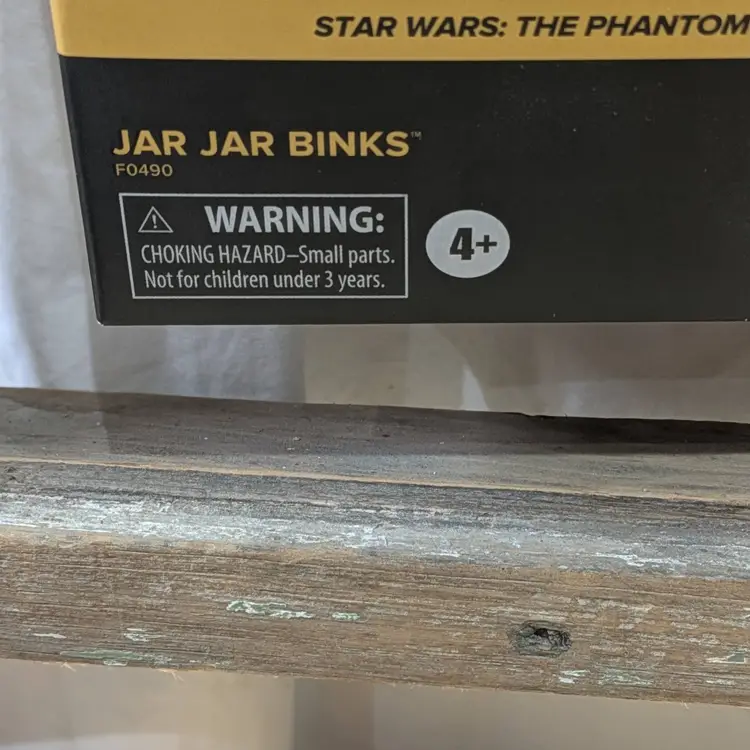 STAR WARS: THE PHANTOM
JAR JAR BINKS™
F0490
⚠ WARNING:
CHOKING HAZARD–Small parts.
Not for children under 3 years.
4+